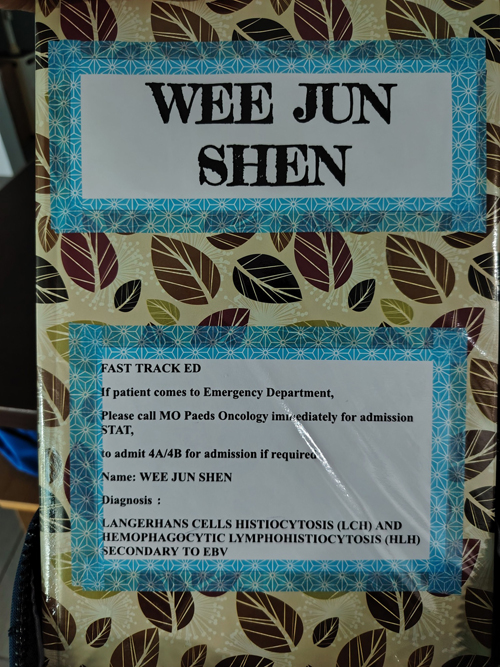 WEE JUN
SHEN
FAST TRACK ED
If patient comes to Emergency Department,
Please call MO Paeds Oncology immediately for admission
STAT,
to admit 4A/4B for admission if required
Name: WEE JUN SHEN
Diagnosis :
LANGERHANS CELLS HISTIOCYTOSIS (LCH) AND
HEMOPHAGOCYTIC LYMPHOHISTIOCYTOSIS (HLH)
SECONDARY TO EBV